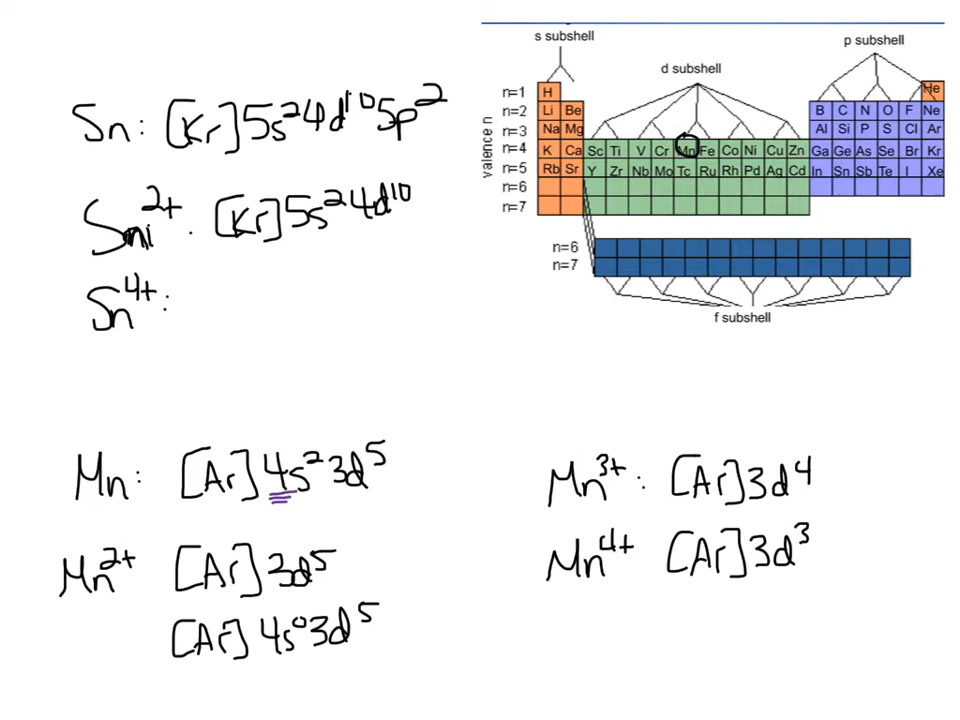 s subshell
p subshell
d subshell
valence n
n=1 H He
n=2 Li Be B C N O F Ne
n=3 Na Mg Al Si P S Cl Ar
n=4 K Ca Sc Ti V Cr Mn Fe Co Ni Cu Zn Ga Ge As Se Br Kr
n=5 Rb Sr Y Zr Nb Mo Tc Ru Rh Pd Ag Cd In Sn Sb Te I Xe
n=6
n=7
n=6
n=7
f subshell
Sn: [Kr]5s²4d¹⁰5p²
Sn²⁺: [Kr]5s²4d¹⁰
Sn⁴⁺:
Mn: [Ar]4s²3d⁵
Mn²⁺ [Ar]3d⁵
[Ar]4s⁰3d⁵
Mn³⁺: [Ar]3d⁴
Mn⁴⁺ [Ar]3d³